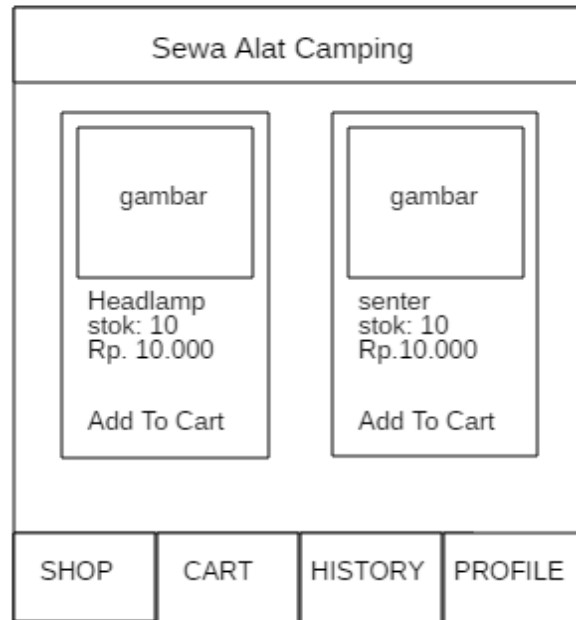 Sewa Alat Camping
gambar
Headlamp
stok: 10
Rp. 10.000
Add To Cart
gambar
senter
stok: 10
Rp.10.000
Add To Cart
SHOP
CART
HISTORY
PROFILE